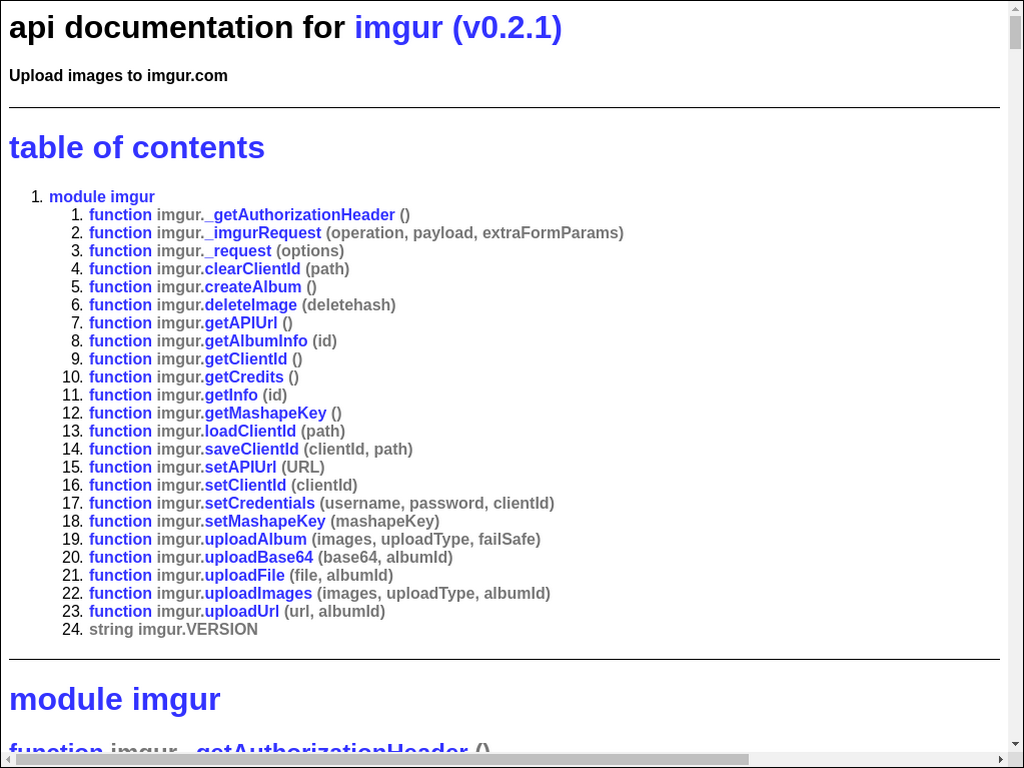 api documentation for imgur (v0.2.1)
Upload images to imgur.com
table of contents
1. module imgur
1. function imgur._getAuthorizationHeader ()
2. function imgur._imgurRequest (operation, payload, extraFormParams)
3. function imgur._request (options)
4. function imgur.clearClientId (path)
5. function imgur.createAlbum ()
6. function imgur.deleteImage (deletehash)
7. function imgur.getAPIUrl ()
8. function imgur.getAlbumInfo (id)
9. function imgur.getClientId ()
10. function imgur.getCredits ()
11. function imgur.getInfo (id)
12. function imgur.getMashapeKey ()
13. function imgur.loadClientId (path)
14. function imgur.saveClientId (clientId, path)
15. function imgur.setAPIUrl (URL)
16. function imgur.setClientId (clientId)
17. function imgur.setCredentials (username, password, clientId)
18. function imgur.setMashapeKey (mashapeKey)
19. function imgur.uploadAlbum (images, uploadType, failSafe)
20. function imgur.uploadBase64 (base64, albumId)
21. function imgur.uploadFile (file, albumId)
22. function imgur.uploadImages (images, uploadType, albumId)
23. function imgur.uploadUrl (url, albumId)
24. string imgur.VERSION
module imgur
function imgur._getAuthorizationHeader ()